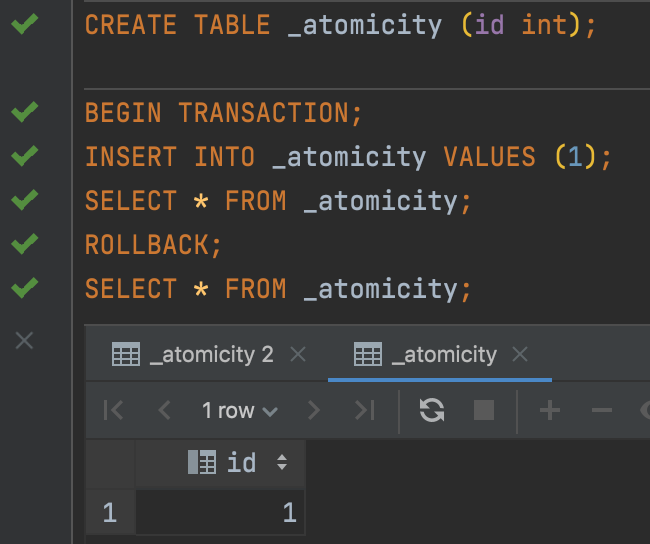 CREATE TABLE _atomicity (id int);
BEGIN TRANSACTION;
INSERT INTO _atomicity VALUES (1);
SELECT * FROM _atomicity;
ROLLBACK;
SELECT * FROM _atomicity;
_atomicity 2 _atomicity
1 row
id
1 1